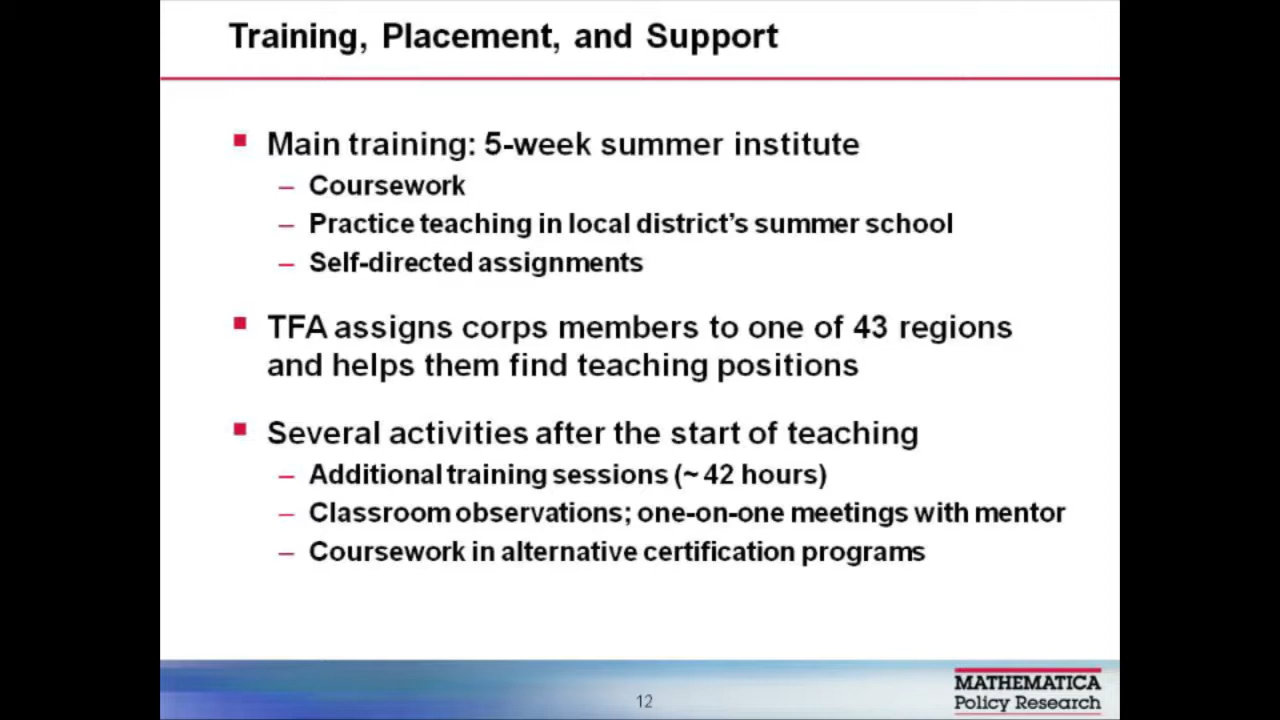 Training, Placement, and Support
Main training: 5-week summer institute
– Coursework
– Practice teaching in local district's summer school
– Self-directed assignments
TFA assigns corps members to one of 43 regions
and helps them find teaching positions
Several activities after the start of teaching
– Additional training sessions (~ 42 hours)
– Classroom observations; one-on-one meetings with mentor
– Coursework in alternative certification programs
12
MATHEMATICA
Policy Research